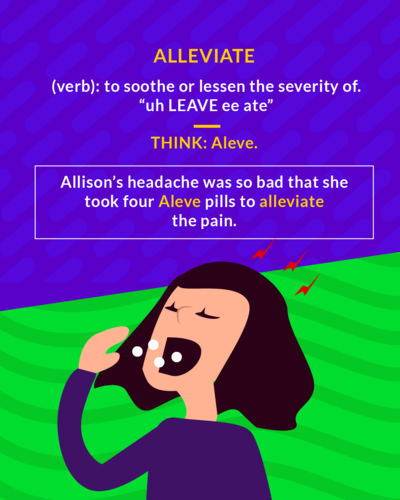 ALLEVIATE
(verb): to soothe or lessen the severity of.
“uh LEAVE ee ate”
THINK: Aleve.
Allison’s headache was so bad that she
took four Aleve pills to alleviate
the pain.